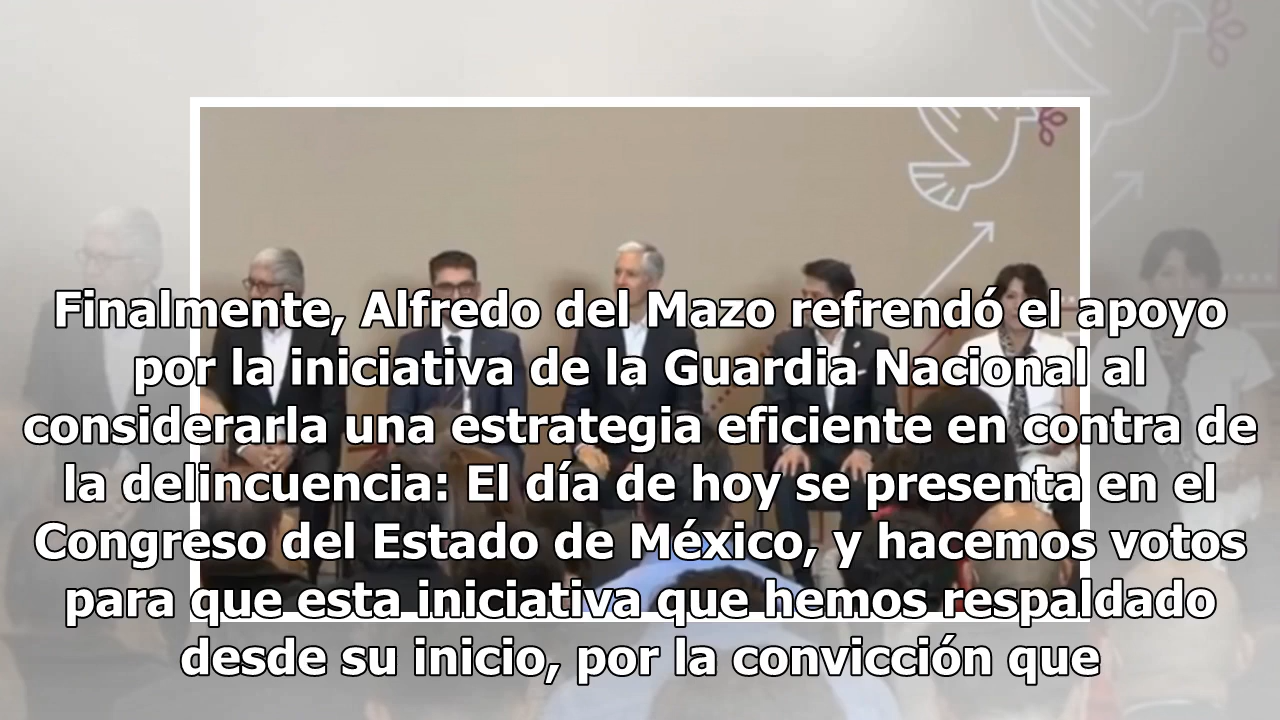 Finalmente, Alfredo del Mazo refrendó el apoyo
por la iniciativa de la Guardia Nacional al
considerarla una estrategia eficiente en contra de
la delincuencia: El día de hoy se presenta en el
Congreso del Estado de México, y hacemos votos
para que esta iniciativa que hemos respaldado
desde su inicio, por la convicción que